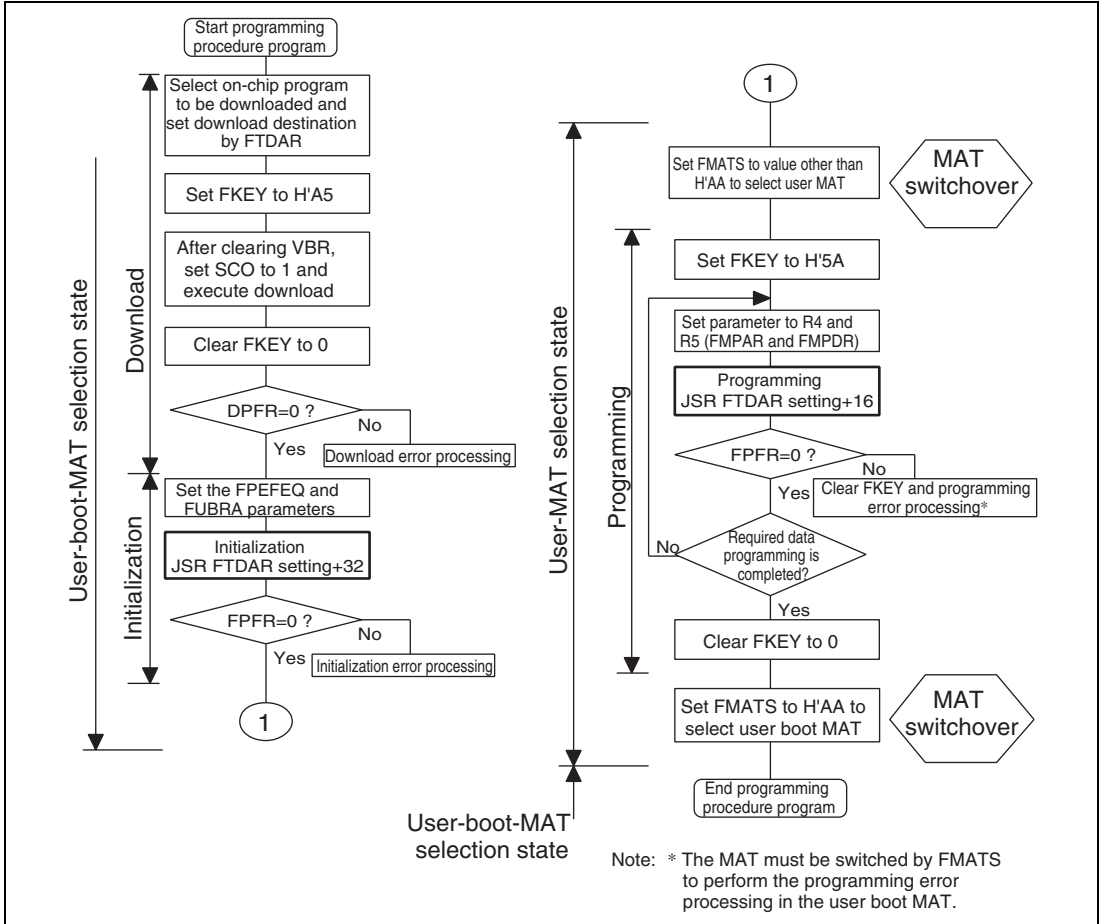 Start programming
procedure program
Select on-chip program
to be downloaded and
set download destination
by FTDAR
Set FKEY to H'A5
After clearing VBR,
set SCO to 1 and
execute download
Clear FKEY to 0
DPFR=0 ?
No
Yes
Download error processing
Set the FPEFEQ and
FUBRA parameters
Initialization
JSR FTDAR setting+32
FPFR=0 ?
No
Yes
Initialization error processing
1
Download
Initialization
User-boot-MAT selection state
1
Set FMATS to value other than
H'AA to select user MAT
MAT
switchover
Set FKEY to H'5A
Set parameter to R4 and
R5 (FMPAR and FMPDR)
Programming
JSR FTDAR setting+16
FPFR=0 ?
No
Yes
Clear FKEY and programming
error processing*
Required data
programming is
completed?
No
Yes
Clear FKEY to 0
Set FMATS to H'AA to
select user boot MAT
MAT
switchover
End programming
procedure program
Programming
User-MAT selection state
User-boot-MAT
selection state
Note: * The MAT must be switched by FMATS
to perform the programming error
processing in the user boot MAT.